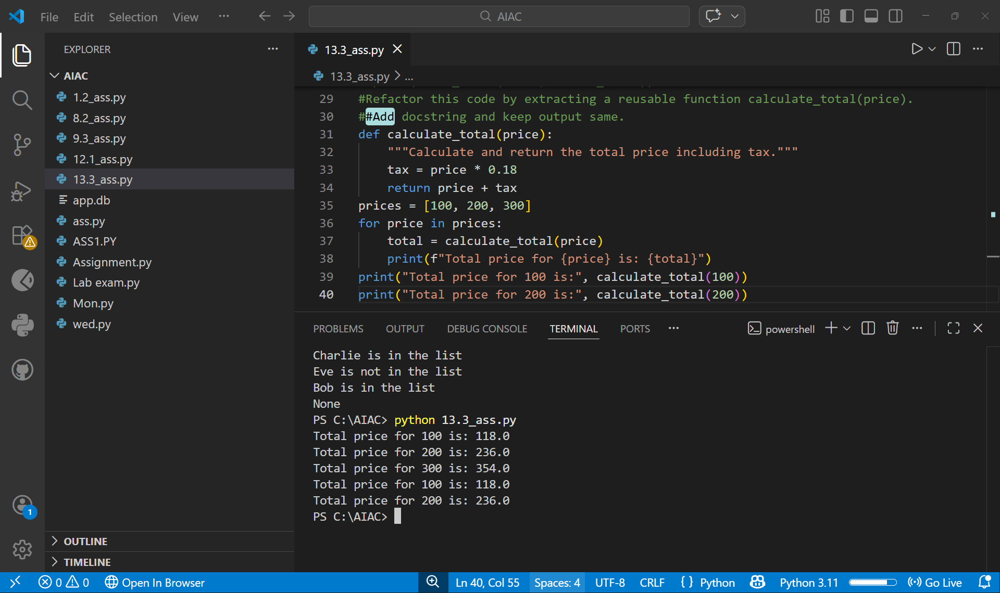 File Edit Selection View ··· AIAC
EXPLORER ···
AIAC
1.2_ass.py
8.2_ass.py
9.3_ass.py
12.1_ass.py
13.3_ass.py
app.db
ass.py
ASS1.PY
Assignment.py
Lab exam.py
Mon.py
wed.py
OUTLINE
TIMELINE
13.3_ass.py
13.3_ass.py > ...
29 #Refactor this code by extracting a reusable function calculate_total(price).
30 ##Add docstring and keep output same.
31 def calculate_total(price):
32 """Calculate and return the total price including tax."""
33 tax = price * 0.18
34 return price + tax
35 prices = [100, 200, 300]
36 for price in prices:
37 total = calculate_total(price)
38 print(f"Total price for {price} is: {total}")
39 print("Total price for 100 is:", calculate_total(100))
40 print("Total price for 200 is:", calculate_total(200))
PROBLEMS OUTPUT DEBUG CONSOLE TERMINAL PORTS ··· powershell
Charlie is in the list
Eve is not in the list
Bob is in the list
None
PS C:\AIAC> python 13.3_ass.py
Total price for 100 is: 118.0
Total price for 200 is: 236.0
Total price for 300 is: 354.0
Total price for 100 is: 118.0
Total price for 200 is: 236.0
PS C:\AIAC>
1
0 0 Open In Browser Ln 40, Col 55 Spaces: 4 UTF-8 CRLF {} Python Python 3.11 Go Live